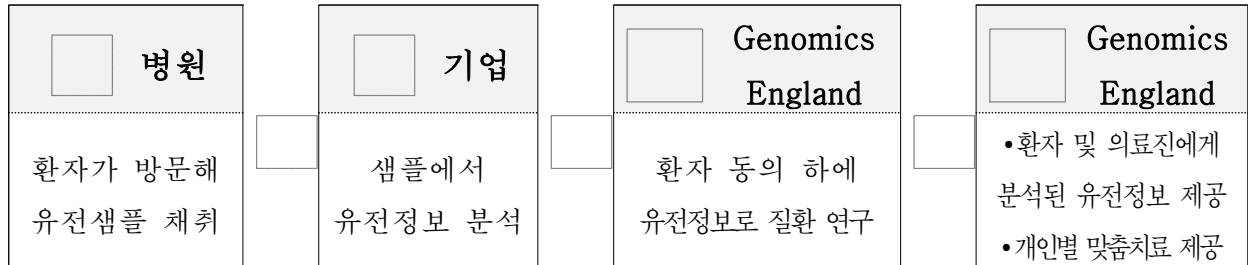 병원
환자가 방문해
유전샘플 채취
기업
샘플에서
유전정보 분석
Genomics
England
환자 동의 하에
유전정보로 질환 연구
Genomics
England
•환자 및 의료진에게
분석된 유전정보 제공
•개인별 맞춤치료 제공